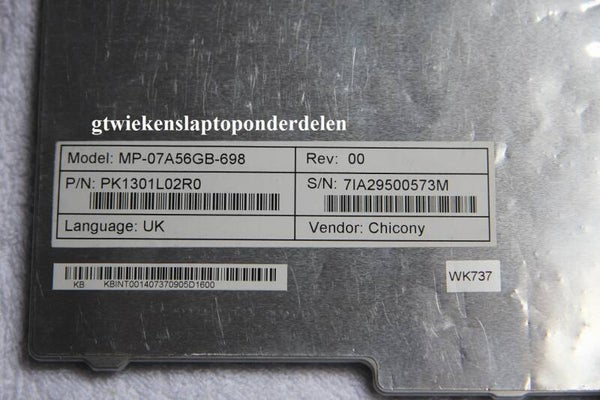 gtwiekenslaptoponderdelen
Model: MP-07A56GB-698 Rev: 00
P/N: PK1301L02R0 S/N: 7IA29500573M
Language: UK Vendor: Chicony
KB KBINT001407370905D1600
WK737